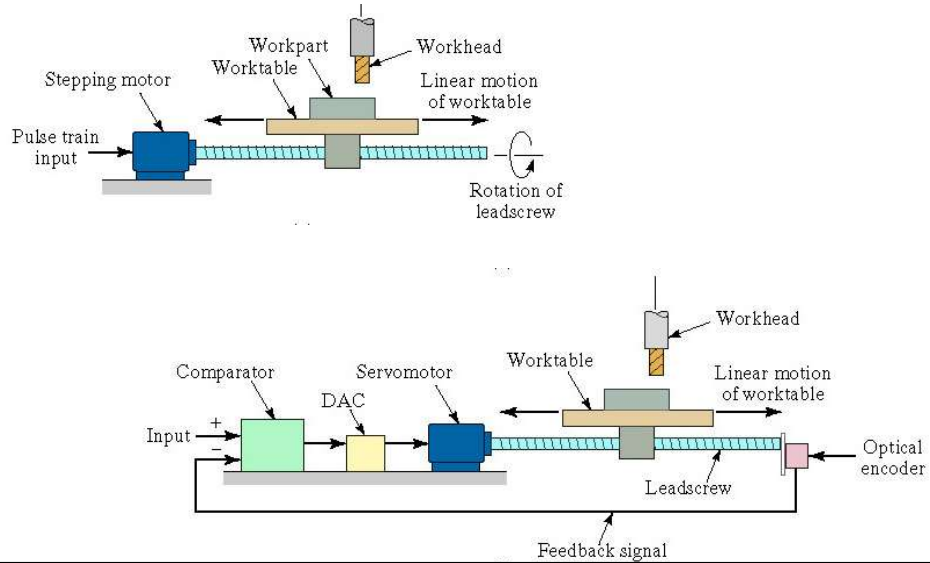 Workpart
Workhead
Worktable
Stepping motor
Linear motion
of worktable
Pulse train
input
Rotation of
leadscrew
Workhead
Worktable
Comparator
Servomotor
Linear motion
of worktable
DAC
+
Input
−
Optical
encoder
Leadscrew
Feedback signal